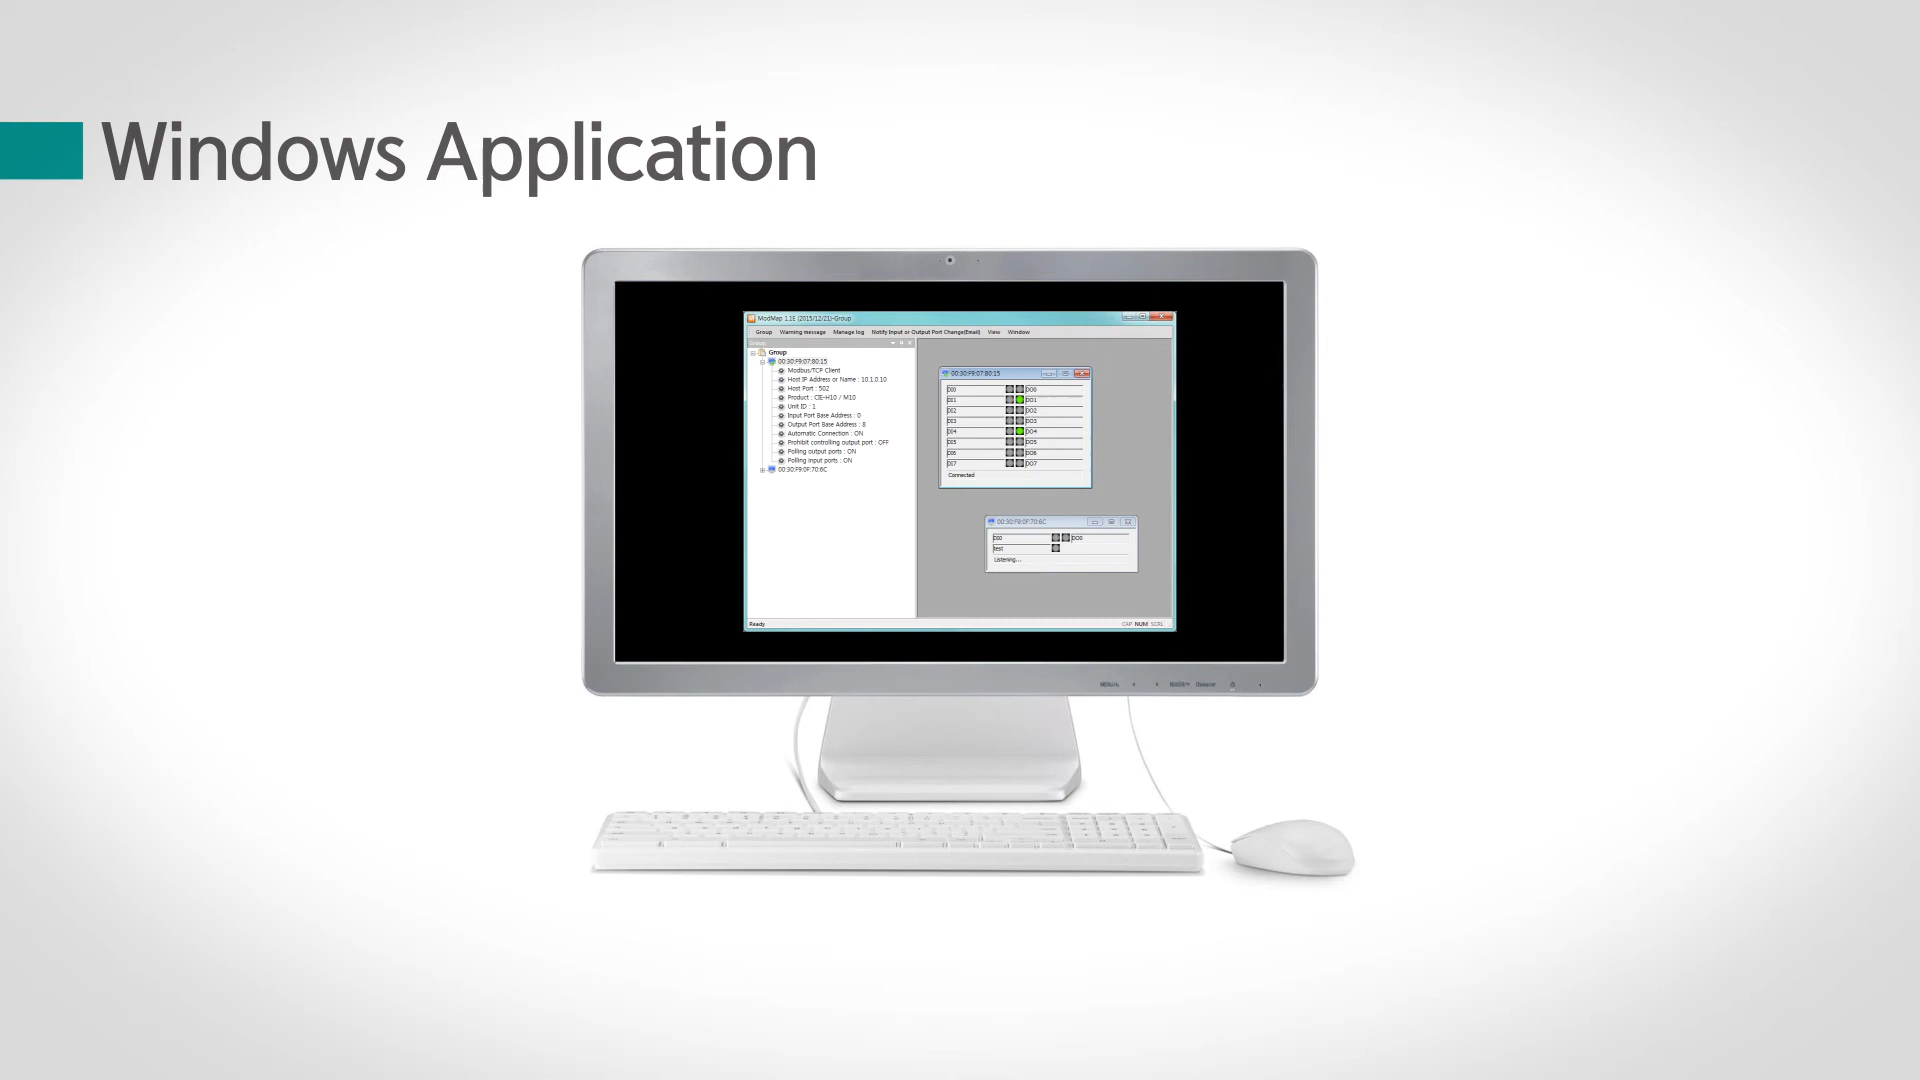 Windows Application
ModMap 1.1E (2015/12/21)-Group
Group Warning message Manage log Notify Input or Output Port Change(Email) View Window
Group
Group
00:30:F9:07:80:15
Modbus/TCP Client
Host IP Address or Name : 10.1.0.10
Host Port : 502
Product : CIE-H10 / M10
Unit ID : 1
Input Port Base Address : 0
Output Port Base Address : 8
Automatic Connection : ON
Prohibit controlling output port : OFF
Polling output ports : ON
Polling input ports : ON
00:30:F9:0F:70:6C
00:30:F9:07:80:15
DI0 DO0
DI1 DO1
DI2 DO2
DI3 DO3
DI4 DO4
DI5 DO5
DI6 DO6
DI7 DO7
Connected
00:30:F9:0F:70:6C
DI0 DO0
test
Listening...
Ready CAP NUM SCRL